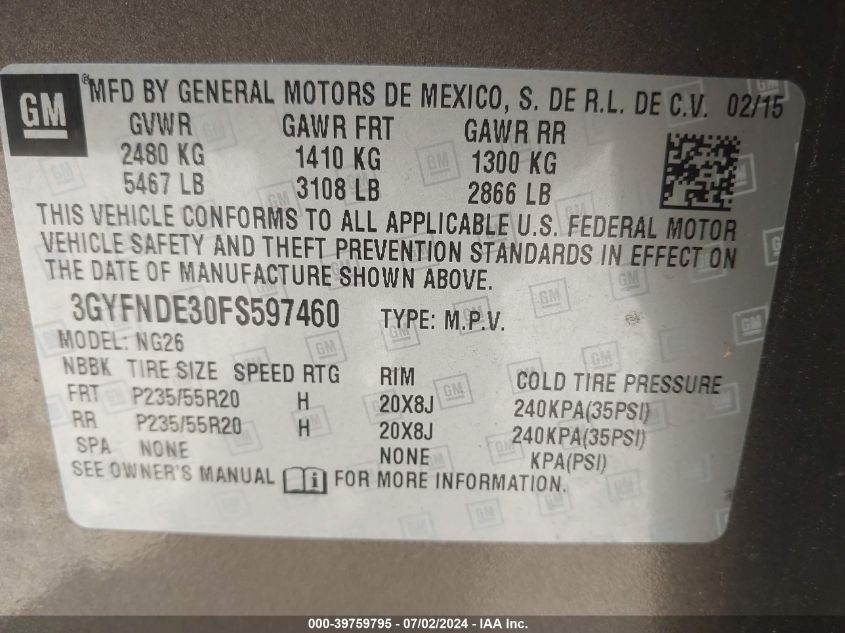 GM ® MFD BY GENERAL MOTORS DE MEXICO, S. DE R.L. DE C.V. 02/15
GVWR GAWR FRT GAWR RR
2480 KG 1410 KG 1300 KG
5467 LB 3108 LB 2866 LB
THIS VEHICLE CONFORMS TO ALL APPLICABLE U.S. FEDERAL MOTOR
VEHICLE SAFETY AND THEFT PREVENTION STANDARDS IN EFFECT ON
THE DATE OF MANUFACTURE SHOWN ABOVE.
3GYFNDE30FS597460 TYPE: M.P.V.
MODEL: NG26
NBBK TIRE SIZE SPEED RTG RIM COLD TIRE PRESSURE
FRT P235/55R20 H 20X8J 240KPA(35PSI)
RR P235/55R20 H 20X8J 240KPA(35PSI)
SPA NONE NONE KPA(PSI)
SEE OWNER'S MANUAL i FOR MORE INFORMATION.
000-39759795 - 07/02/2024 - IAA Inc.